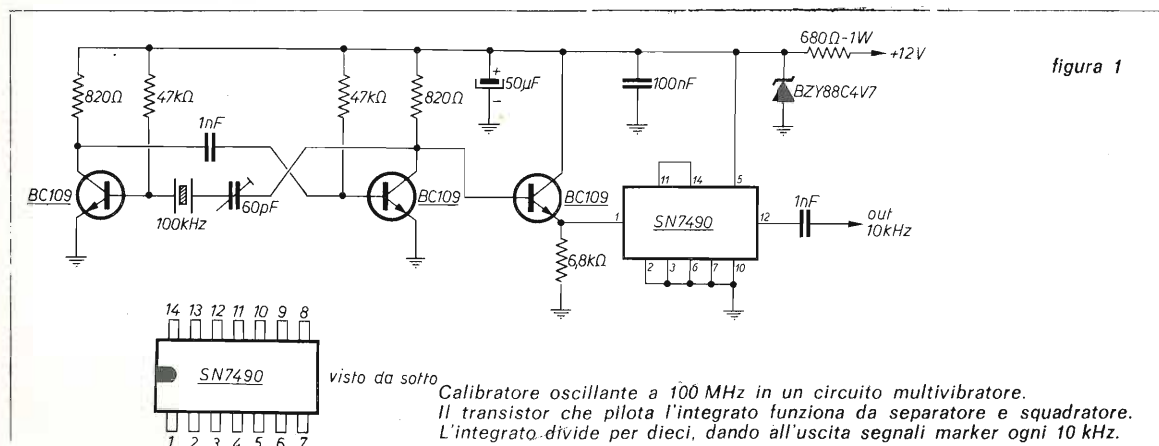 680Ω-1W
+12V
figura 1
820Ω
47kΩ
47kΩ
820Ω
+
50µF
-
100nF
BZY88C4V7
1nF
BC109
BC109
BC109
60pF
100kHz
11 14 5
1
SN7490
12
1nF
out
10kHz
6,8kΩ
2 3 6 7 10
14 13 12 11 10 9 8
SN7490
visto da sotto
1 2 3 4 5 6 7
Calibratore oscillante a 100 MHz in un circuito multivibratore.
Il transistor che pilota l'integrato funziona da separatore e squadratore.
L'integrato divide per dieci, dando all'uscita segnali marker ogni 10 kHz.